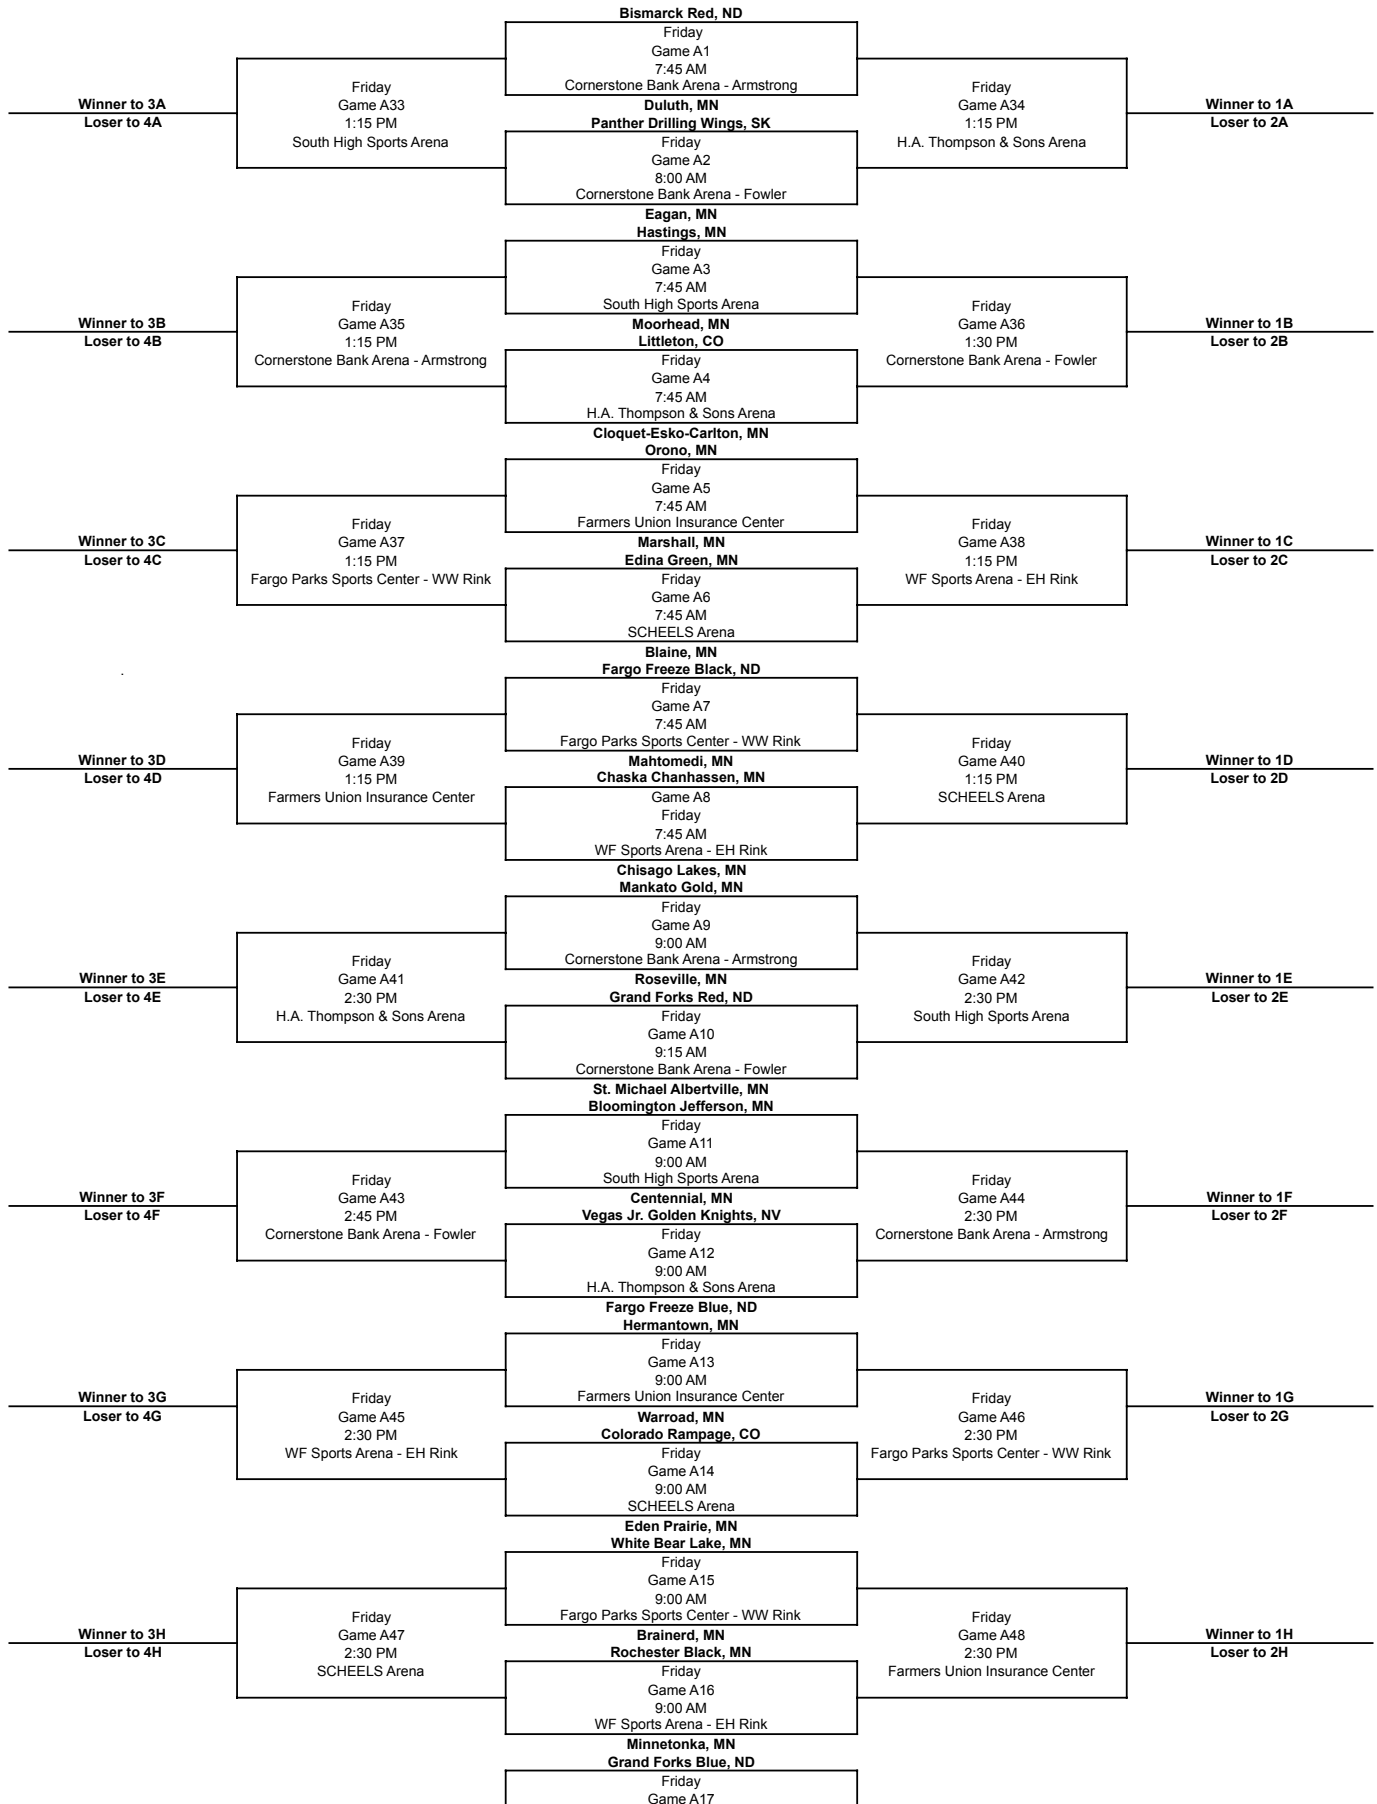 Bismarck Red, ND
Friday
Game A1
7:45 AM
Cornerstone Bank Arena - Armstrong
Duluth, MN
Panther Drilling Wings, SK
Friday
Game A2
8:00 AM
Cornerstone Bank Arena - Fowler
Eagan, MN
Winner to 3A
Loser to 4A
Friday
Game A33
1:15 PM
South High Sports Arena
Friday
Game A34
1:15 PM
H.A. Thompson & Sons Arena
Winner to 1A
Loser to 2A
Hastings, MN
Friday
Game A3
7:45 AM
South High Sports Arena
Moorhead, MN
Littleton, CO
Friday
Game A4
7:45 AM
H.A. Thompson & Sons Arena
Cloquet-Esko-Carlton, MN
Winner to 3B
Loser to 4B
Friday
Game A35
1:15 PM
Cornerstone Bank Arena - Armstrong
Friday
Game A36
1:30 PM
Cornerstone Bank Arena - Fowler
Winner to 1B
Loser to 2B
Orono, MN
Friday
Game A5
7:45 AM
Farmers Union Insurance Center
Marshall, MN
Edina Green, MN
Friday
Game A6
7:45 AM
SCHEELS Arena
Blaine, MN
Winner to 3C
Loser to 4C
Friday
Game A37
1:15 PM
Fargo Parks Sports Center - WW Rink
Friday
Game A38
1:15 PM
WF Sports Arena - EH Rink
Winner to 1C
Loser to 2C
.
Fargo Freeze Black, ND
Friday
Game A7
7:45 AM
Fargo Parks Sports Center - WW Rink
Mahtomedi, MN
Chaska Chanhassen, MN
Game A8
Friday
7:45 AM
WF Sports Arena - EH Rink
Chisago Lakes, MN
Winner to 3D
Loser to 4D
Friday
Game A39
1:15 PM
Farmers Union Insurance Center
Friday
Game A40
1:15 PM
SCHEELS Arena
Winner to 1D
Loser to 2D
Mankato Gold, MN
Friday
Game A9
9:00 AM
Cornerstone Bank Arena - Armstrong
Roseville, MN
Grand Forks Red, ND
Friday
Game A10
9:15 AM
Cornerstone Bank Arena - Fowler
St. Michael Albertville, MN
Winner to 3E
Loser to 4E
Friday
Game A41
2:30 PM
H.A. Thompson & Sons Arena
Friday
Game A42
2:30 PM
South High Sports Arena
Winner to 1E
Loser to 2E
Bloomington Jefferson, MN
Friday
Game A11
9:00 AM
South High Sports Arena
Centennial, MN
Vegas Jr. Golden Knights, NV
Friday
Game A12
9:00 AM
H.A. Thompson & Sons Arena
Fargo Freeze Blue, ND
Winner to 3F
Loser to 4F
Friday
Game A43
2:45 PM
Cornerstone Bank Arena - Fowler
Friday
Game A44
2:30 PM
Cornerstone Bank Arena - Armstrong
Winner to 1F
Loser to 2F
Hermantown, MN
Friday
Game A13
9:00 AM
Farmers Union Insurance Center
Warroad, MN
Colorado Rampage, CO
Friday
Game A14
9:00 AM
SCHEELS Arena
Eden Prairie, MN
Winner to 3G
Loser to 4G
Friday
Game A45
2:30 PM
WF Sports Arena - EH Rink
Friday
Game A46
2:30 PM
Fargo Parks Sports Center - WW Rink
Winner to 1G
Loser to 2G
White Bear Lake, MN
Friday
Game A15
9:00 AM
Fargo Parks Sports Center - WW Rink
Brainerd, MN
Rochester Black, MN
Friday
Game A16
9:00 AM
WF Sports Arena - EH Rink
Minnetonka, MN
Winner to 3H
Loser to 4H
Friday
Game A47
2:30 PM
SCHEELS Arena
Friday
Game A48
2:30 PM
Farmers Union Insurance Center
Winner to 1H
Loser to 2H
Grand Forks Blue, ND
Friday
Game A17